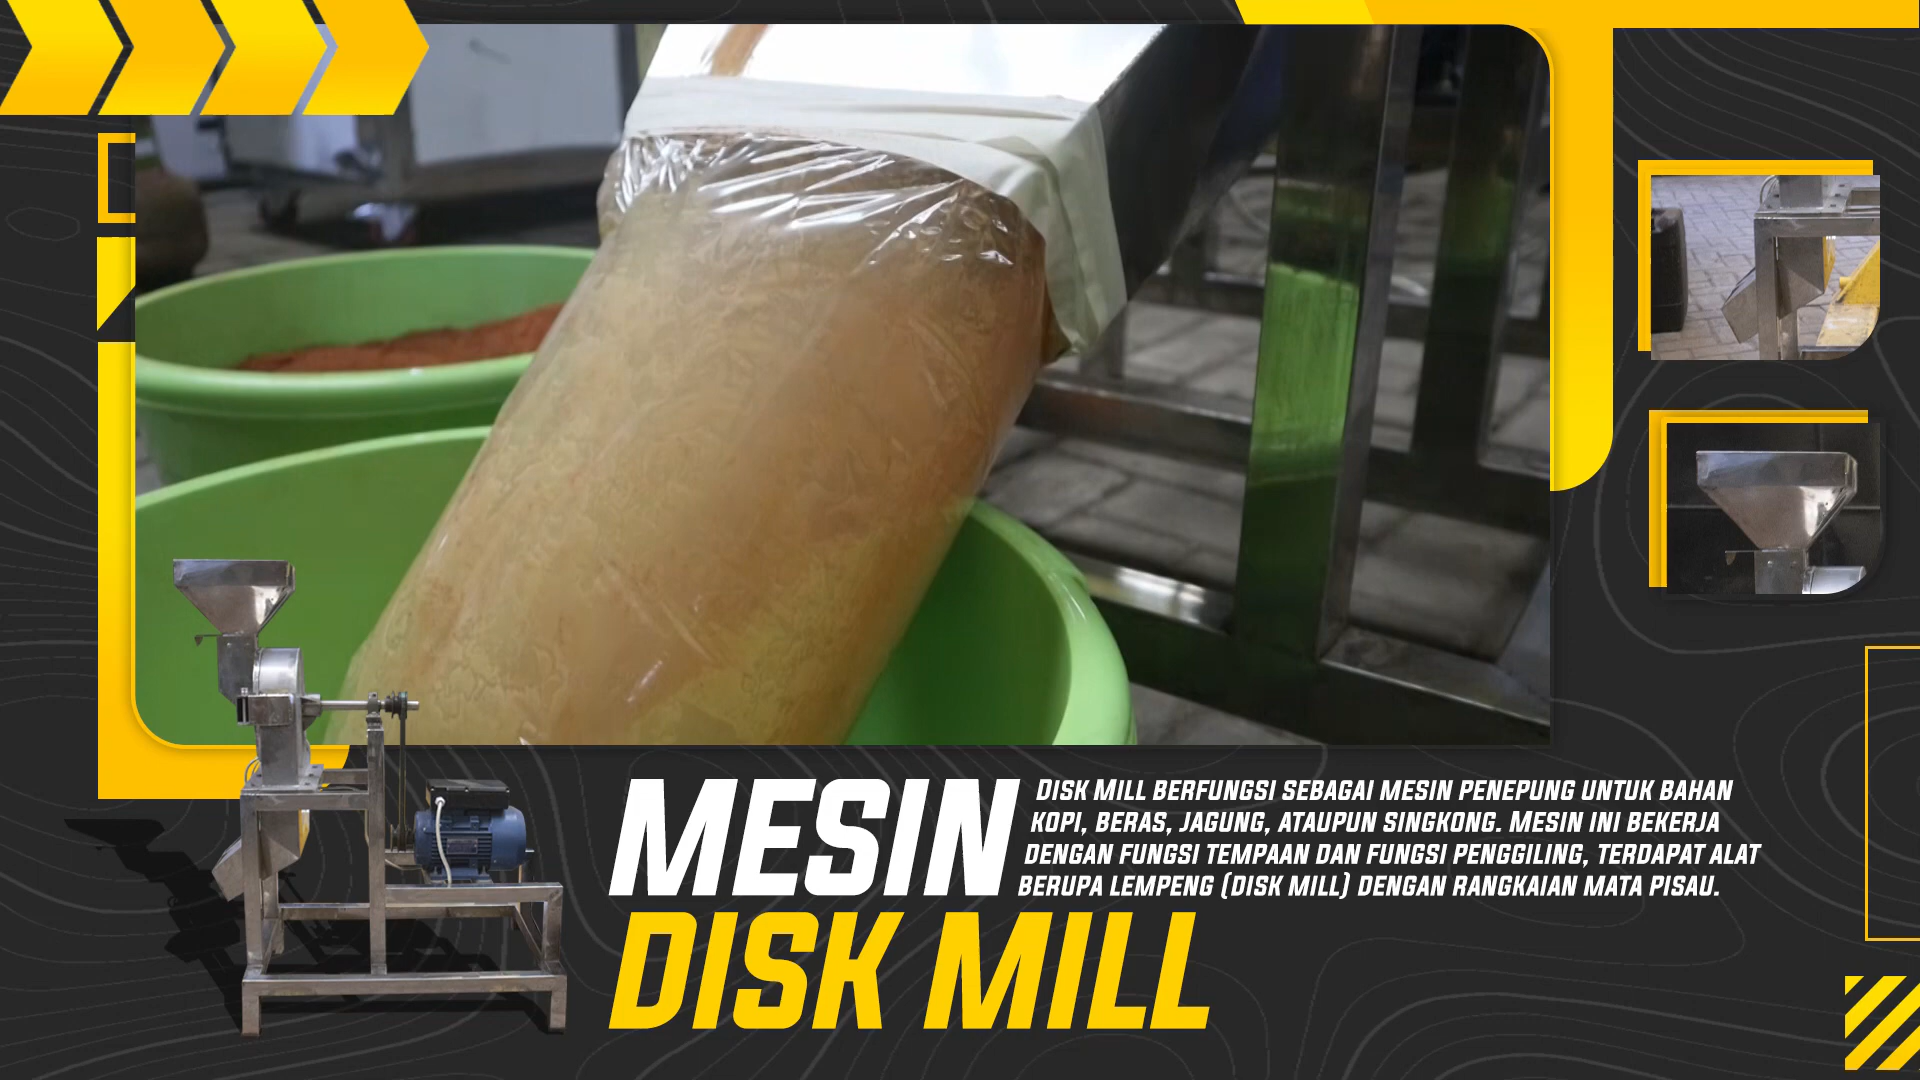 MESIN
DISK MILL
DISK MILL BERFUNGSI SEBAGAI MESIN PENEPUNG UNTUK BAHAN
KOPI, BERAS, JAGUNG, ATAUPUN SINGKONG. MESIN INI BEKERJA
DENGAN FUNGSI TEMPAAN DAN FUNGSI PENGGILING, TERDAPAT ALAT
BERUPA LEMPENG (DISK MILL) DENGAN RANGKAIAN MATA PISAU.